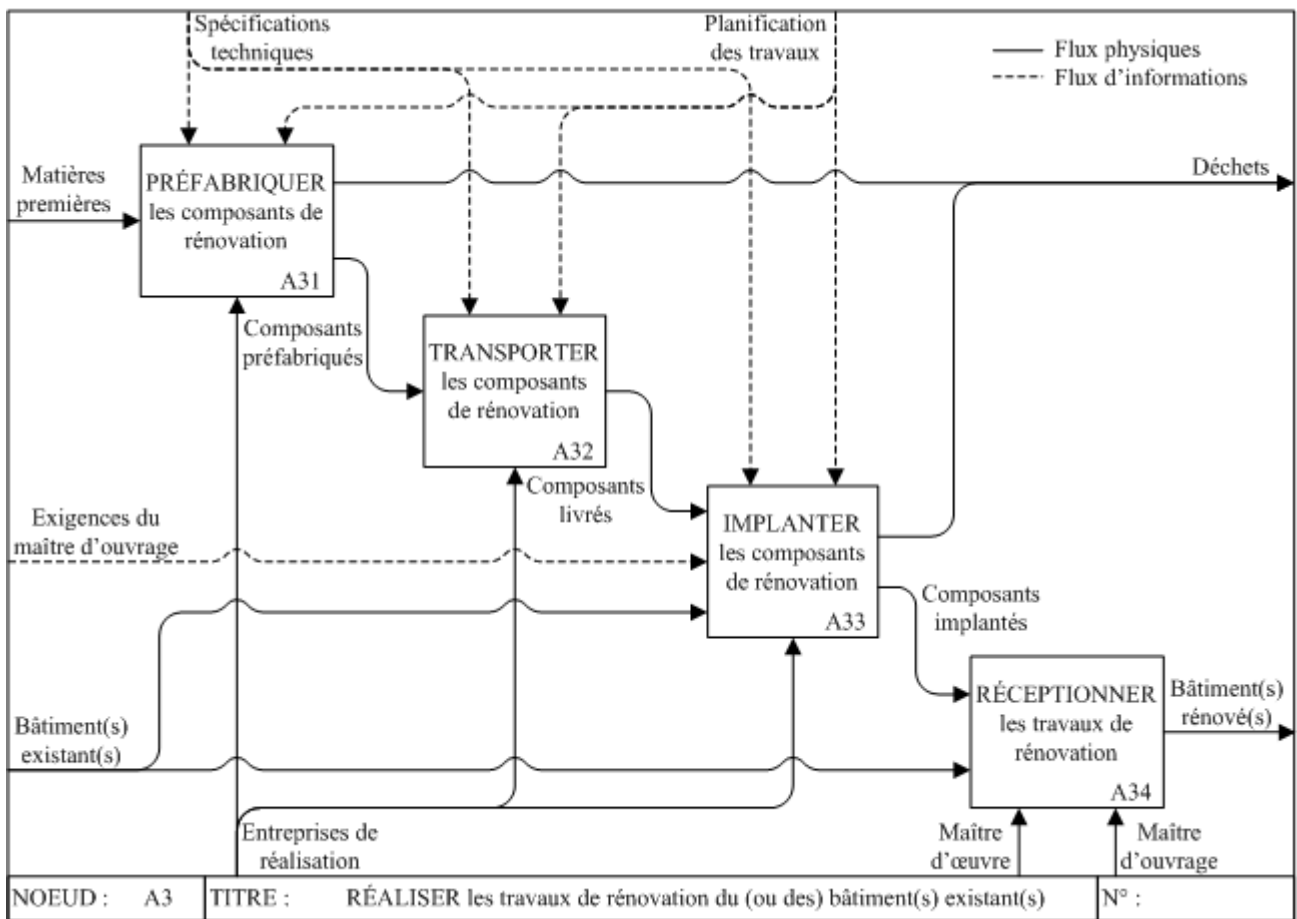 Spécifications
techniques
Planification
des travaux
Flux physiques
Flux d'informations
Matières
premières
PRÉFABRIQUER
les composants de
rénovation
A31
Déchets
Composants
préfabriqués
TRANSPORTER
les composants
de rénovation
A32
Composants
livrés
Exigences du
maître d'ouvrage
IMPLANTER
les composants
de rénovation
A33
Composants
implantés
Bâtiment(s)
existant(s)
RÉCEPTIONNER
les travaux de
rénovation
A34
Bâtiment(s)
rénové(s)
Entreprises de
réalisation
Maître
d'œuvre
Maître
d'ouvrage
NOEUD : A3 TITRE : RÉALISER les travaux de rénovation du (ou des) bâtiment(s) existant(s) N° :